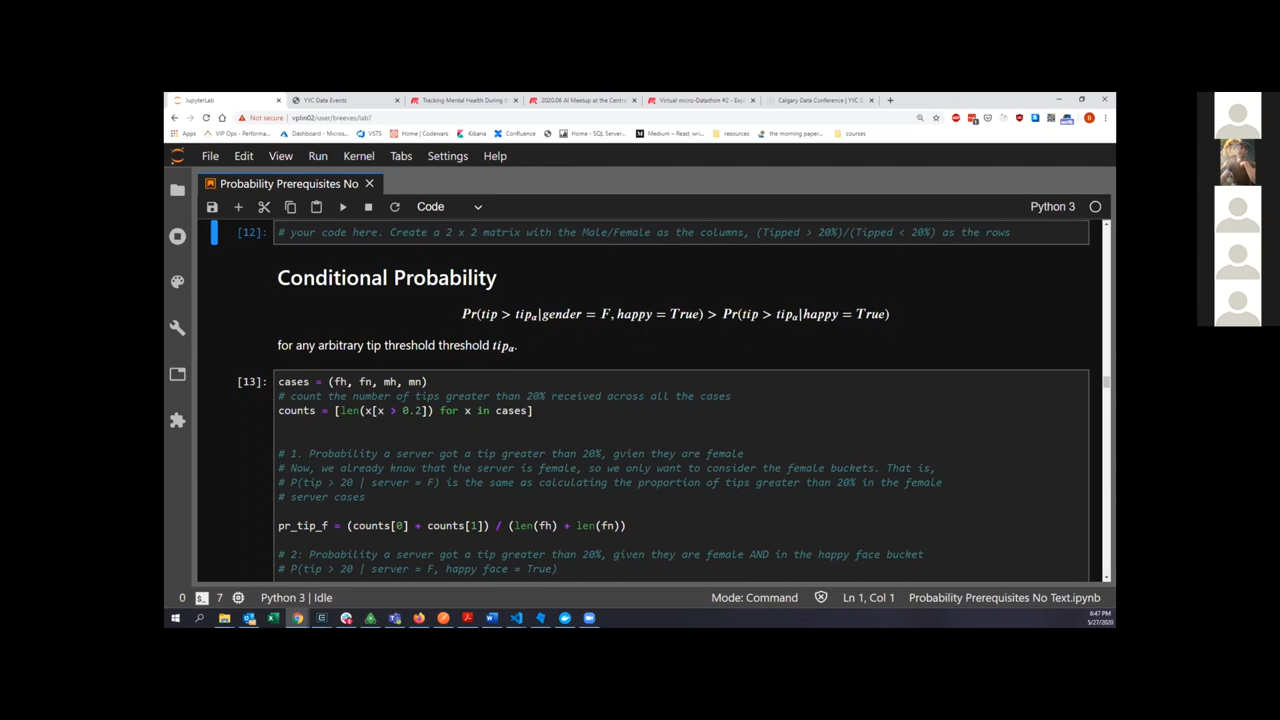 JupyterLab
YYC Data Events
Tracking Mental Health During th
2020.06 AI Meetup at the Centre
Virtual micro-Datathon #2 - Exp
Calgary Data Conference | YYC D
Not secure
vplin02/user/breeves/lab?
Apps
VIP Ops - Performa...
Dashboard - Micros...
VSTS
Home | Codewars
Kibana
Confluence
Home - SQL Server...
Medium – Read, wri...
resources
the morning paper...
courses
File Edit View Run Kernel Tabs Settings Help
Probability Prerequisites No
Code
Python 3
[12]: # your code here. Create a 2 x 2 matrix with the Male/Female as the columns, (Tipped > 20%)/(Tipped < 20%) as the rows
Conditional Probability
Pr(tip > tipα|gender = F, happy = True) > Pr(tip > tipα|happy = True)
for any arbitrary tip threshold threshold tipα.
[13]: cases = (fh, fn, mh, mn)
# count the number of tips greater than 20% received across all the cases
counts = [len(x[x > 0.2]) for x in cases]
# 1. Probability a server got a tip greater than 20%, gvien they are female
# Now, we already know that the server is female, so we only want to consider the female buckets. That is,
# P(tip > 20 | server = F) is the same as calculating the proportion of tips greater than 20% in the female
# server cases
pr_tip_f = (counts[0] + counts[1]) / (len(fh) + len(fn))
# 2: Probability a server got a tip greater than 20%, given they are female AND in the happy face bucket
# P(tip > 20 | server = F, happy face = True)
0 7 Python 3 | Idle
Mode: Command
Ln 1, Col 1
Probability Prerequisites No Text.ipynb
6:47 PM
5/27/2020